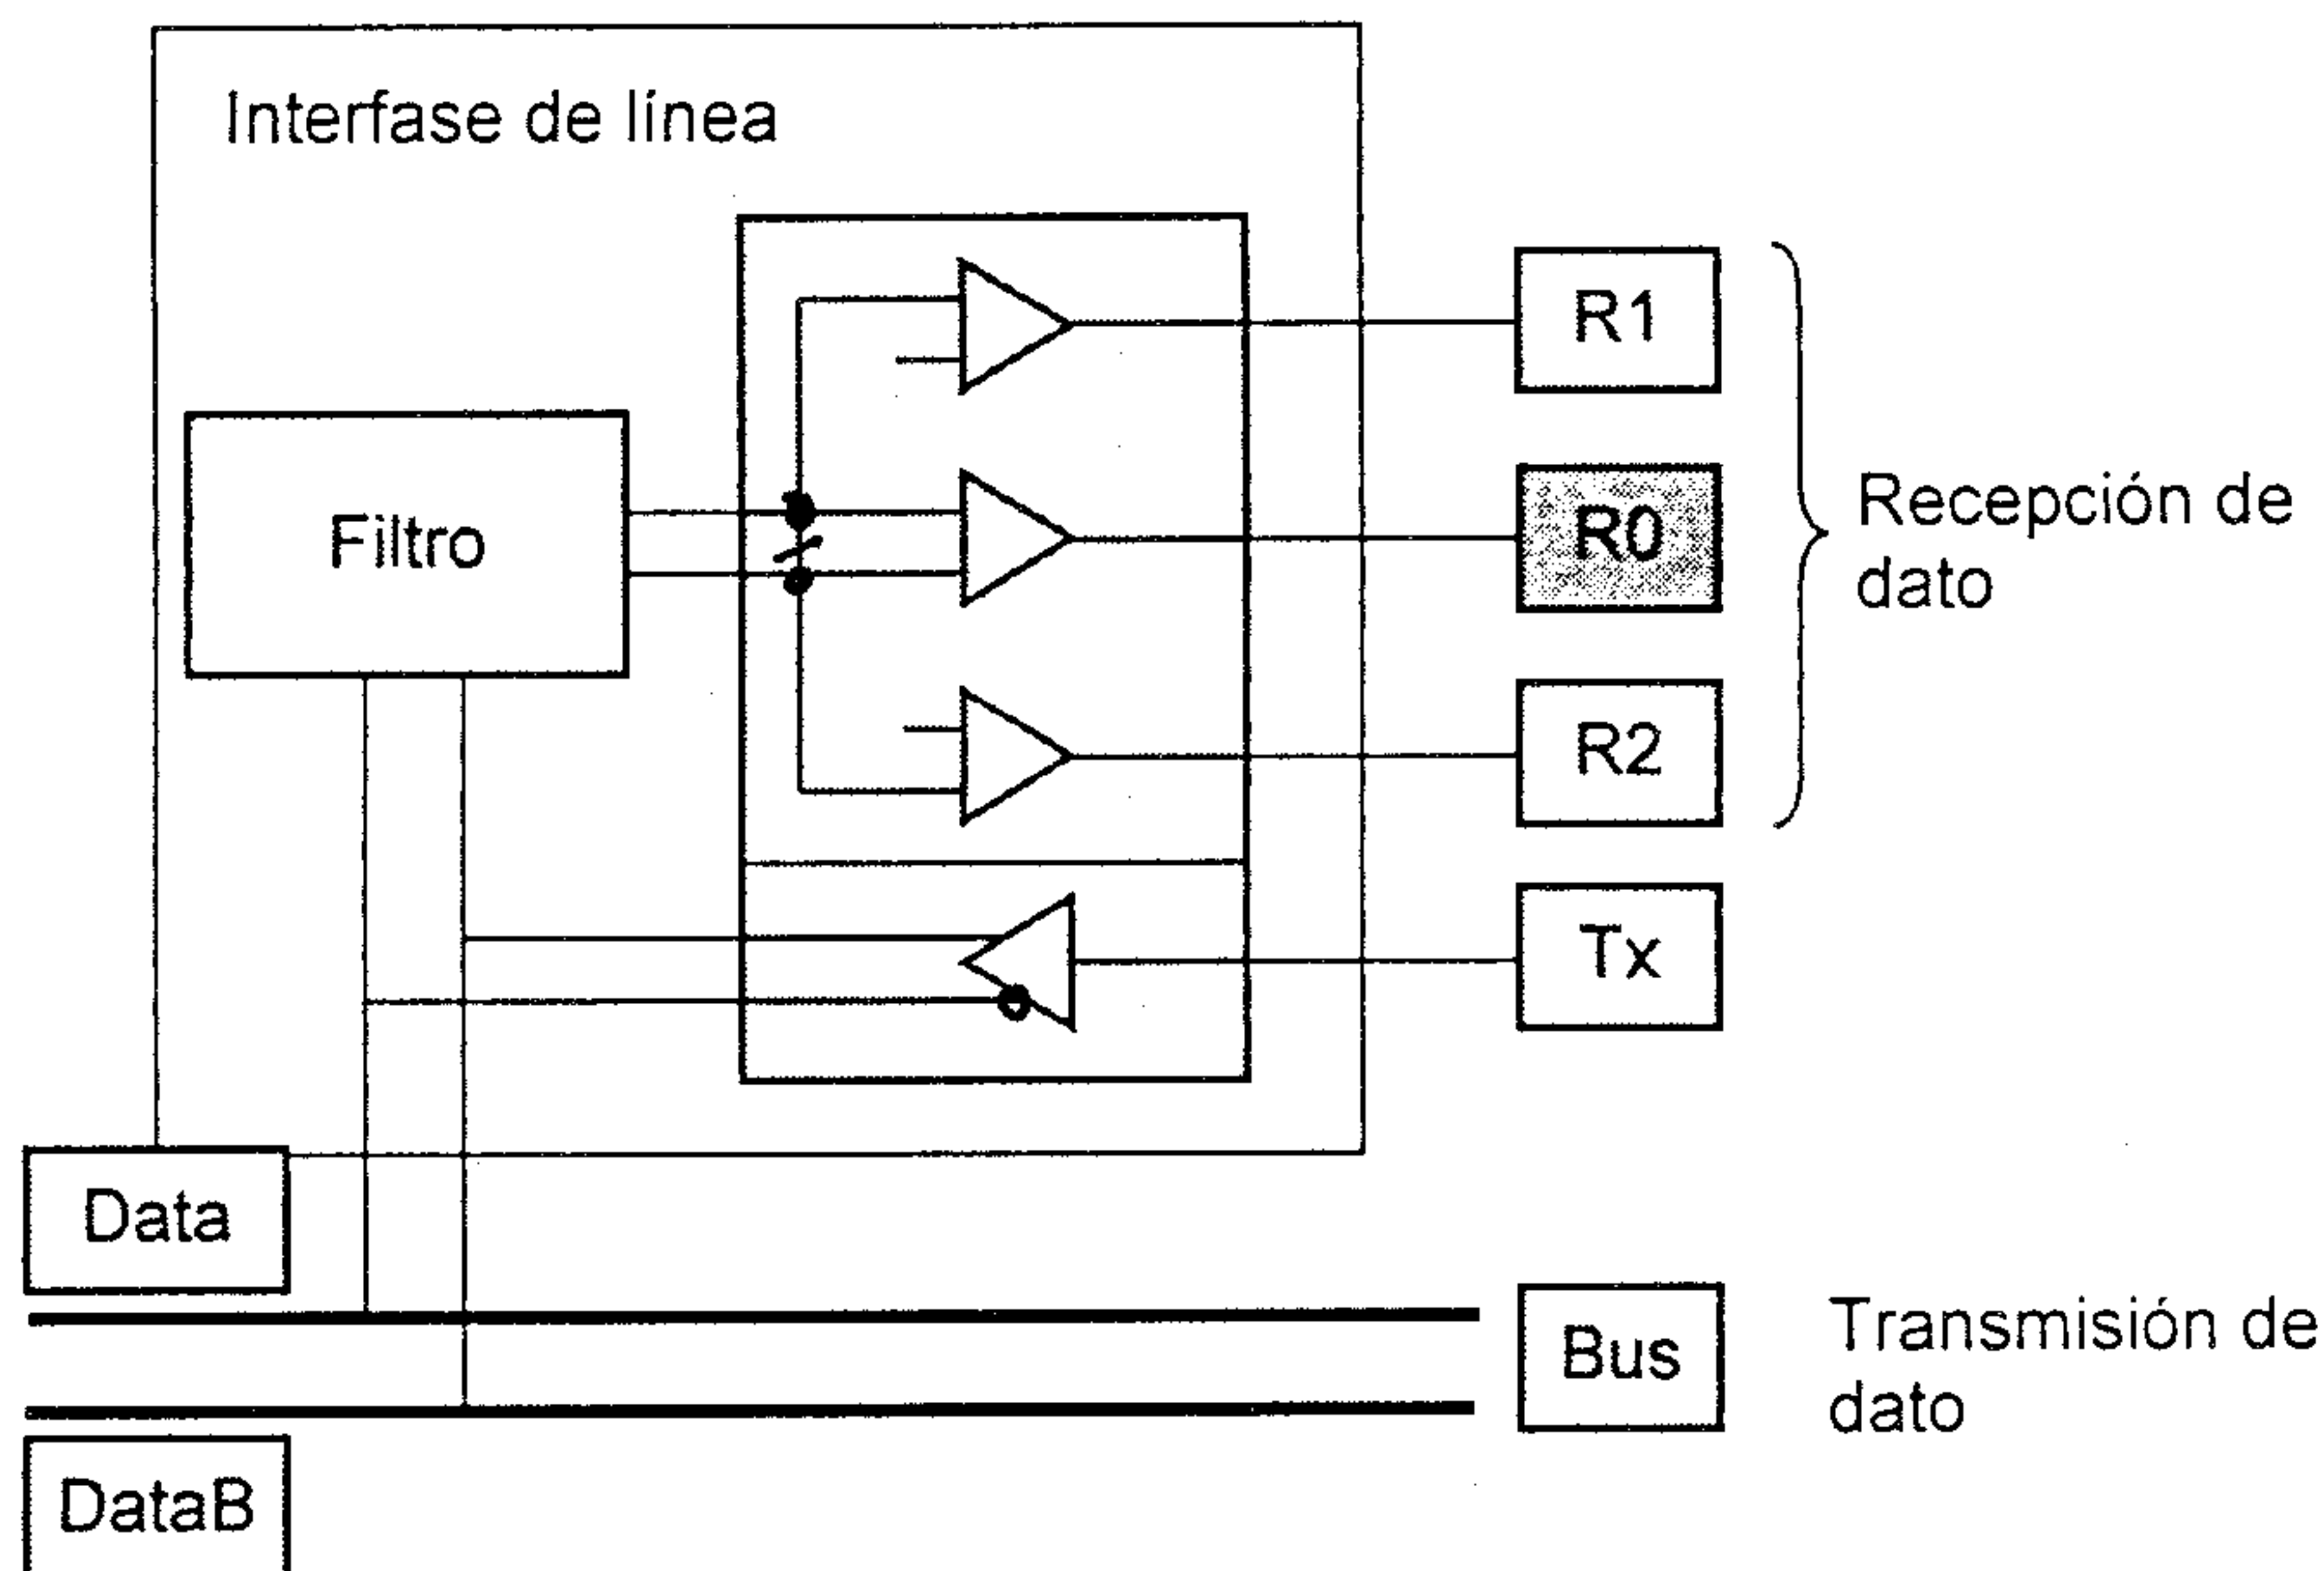 Interfase de línea
R1
Filtro
R0
Recepción de
dato
R2
Tx
Data
Bus
Transmisión de
dato
DataB